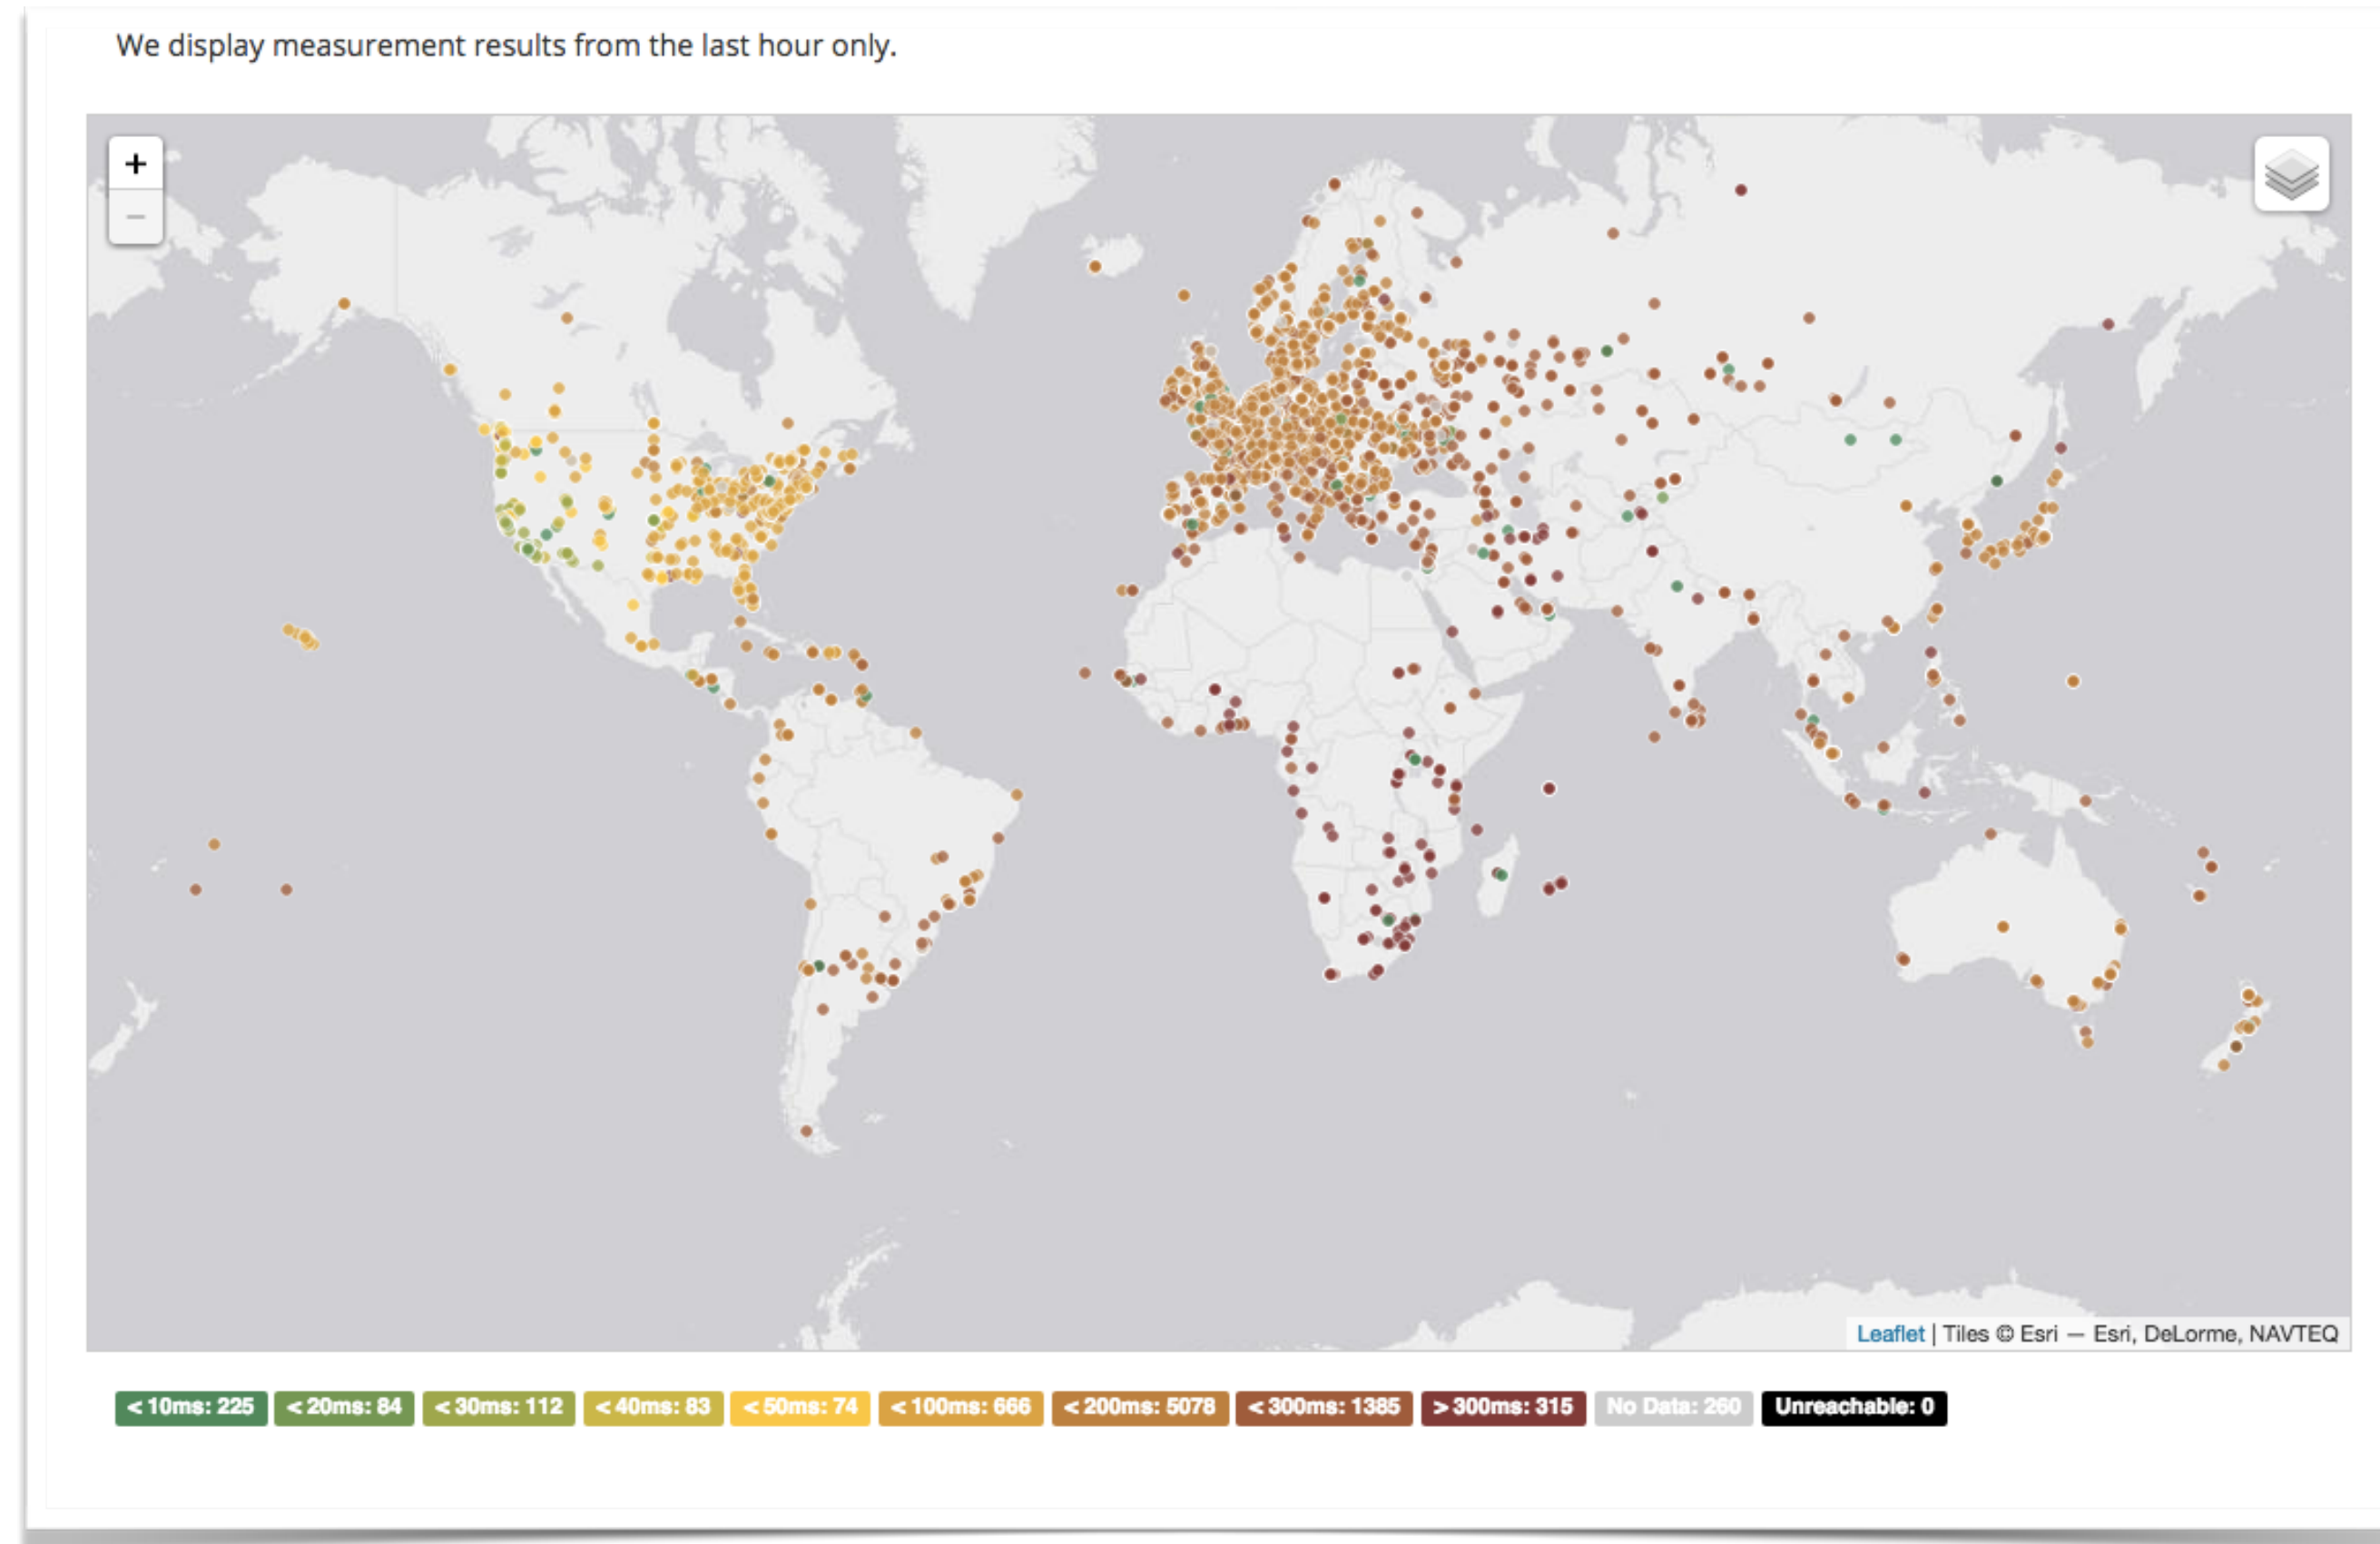 We display measurement results from the last hour only.
+
−
Leaflet | Tiles © Esri — Esri, DeLorme, NAVTEQ
< 10ms: 225 < 20ms: 84 < 30ms: 112 < 40ms: 83 < 50ms: 74 < 100ms: 666 < 200ms: 5078 < 300ms: 1385 > 300ms: 315 No Data: 260 Unreachable: 0